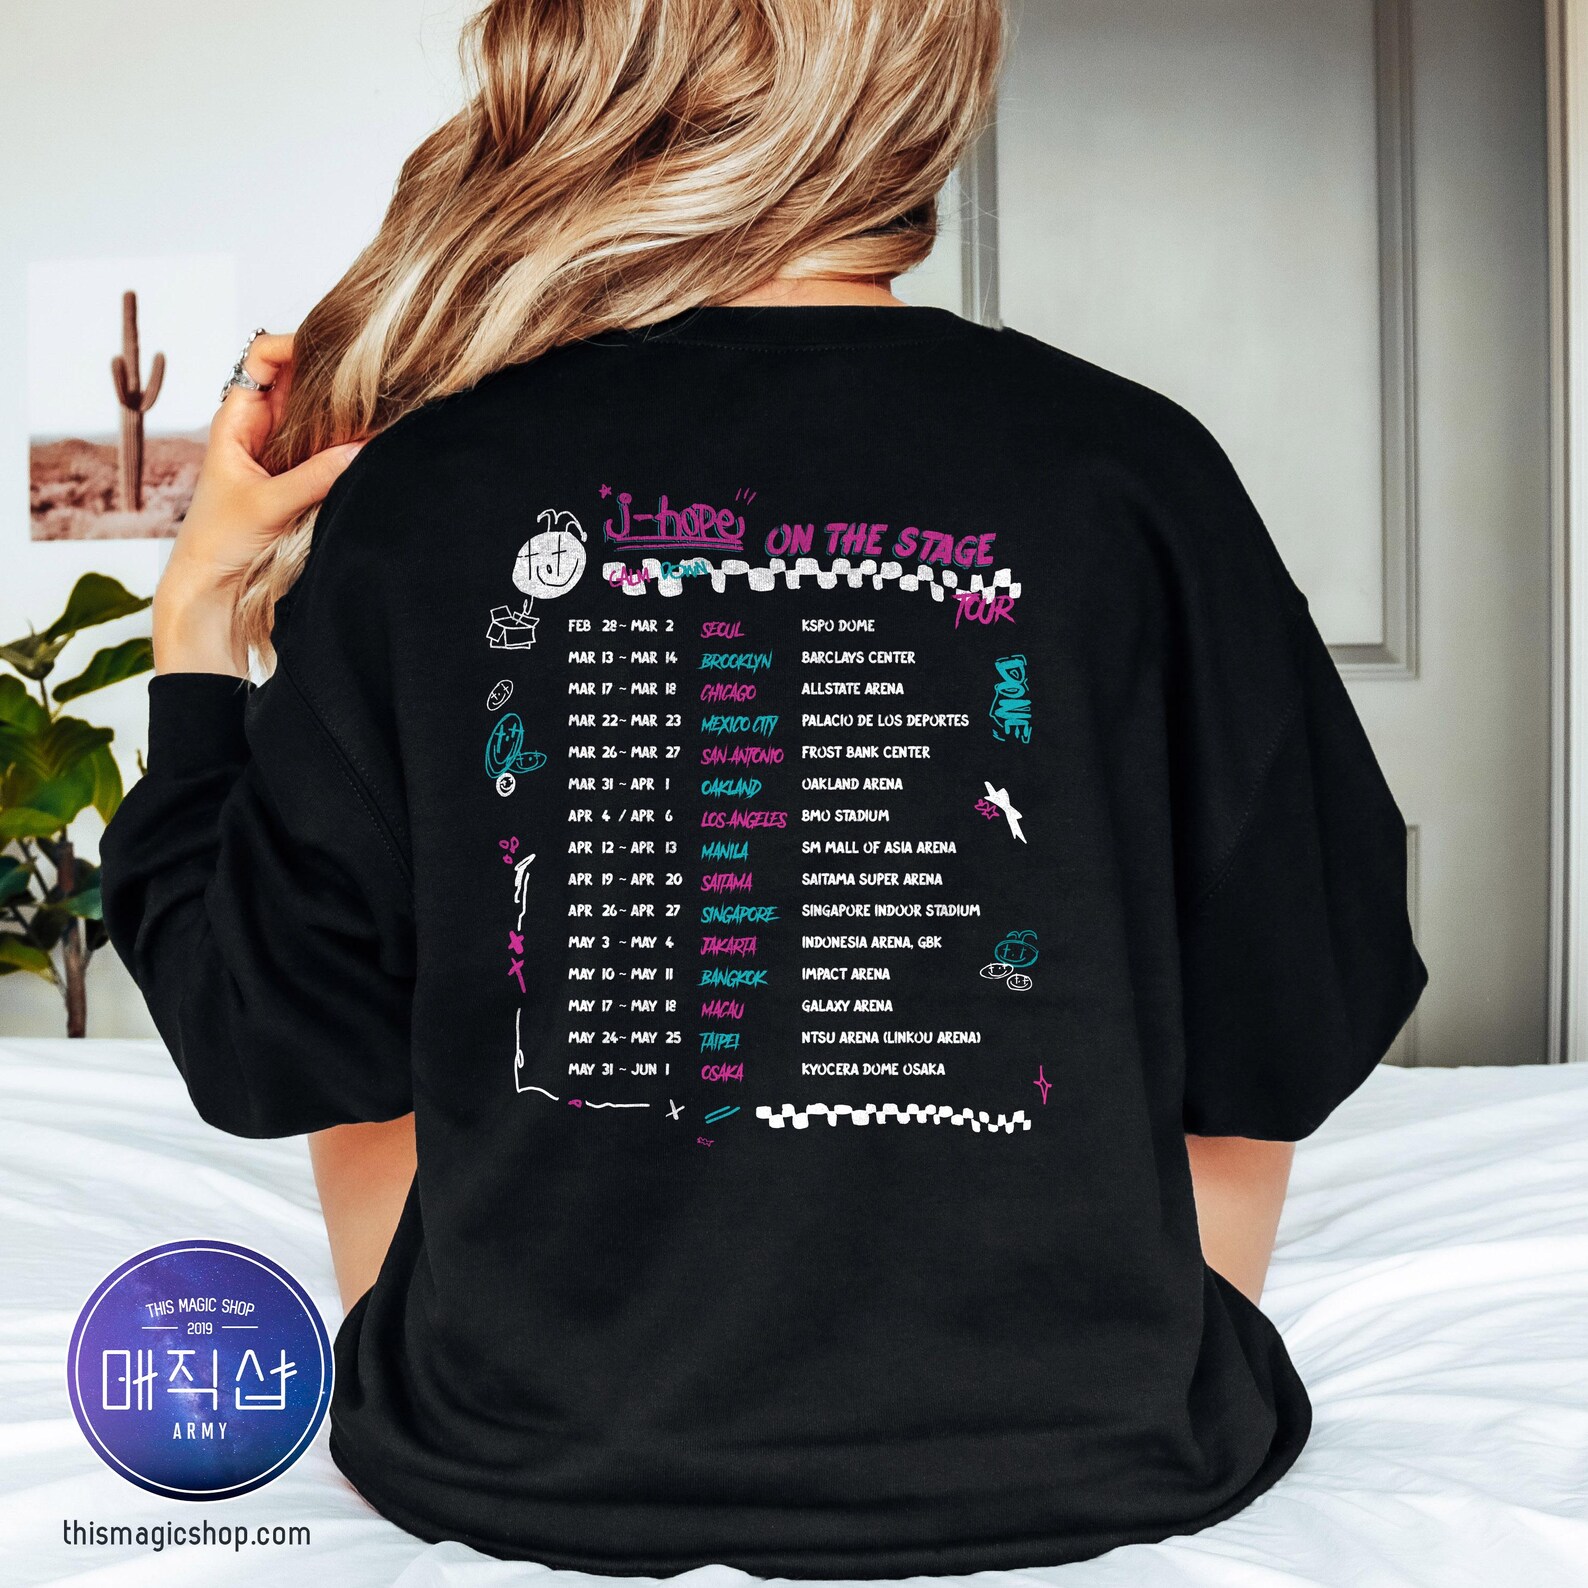 j-hope ON THE STAGE
CALM DOWN
TOUR
FEB 28~ MAR 2 SEOUL KSPO DOME
MAR 13 ~ MAR 14 BROOKLYN BARCLAYS CENTER
MAR 17 ~ MAR 18 CHICAGO ALLSTATE ARENA
MAR 22~ MAR 23 MEXICO CITY PALACIO DE LOS DEPORTES
MAR 26~ MAR 27 SAN ANTONIO FROST BANK CENTER
MAR 31 ~ APR 1 OAKLAND OAKLAND ARENA
APR 4 / APR 6 LOS ANGELES BMO STADIUM
APR 12 ~ APR 13 MANILA SM MALL OF ASIA ARENA
APR 19 ~ APR 20 SAITAMA SAITAMA SUPER ARENA
APR 26~ APR 27 SINGAPORE SINGAPORE INDOOR STADIUM
MAY 3 ~ MAY 4 JAKARTA INDONESIA ARENA, GBK
MAY 10 ~ MAY 11 BANGKOK IMPACT ARENA
MAY 17 ~ MAY 18 MACAU GALAXY ARENA
MAY 24~ MAY 25 TAIPEI NTSU ARENA (LINKOU ARENA)
MAY 31 ~ JUN 1 OSAKA KYOCERA DOME OSAKA
DONE
THIS MAGIC SHOP
2019
매직샵
ARMY
thismagicshop.com